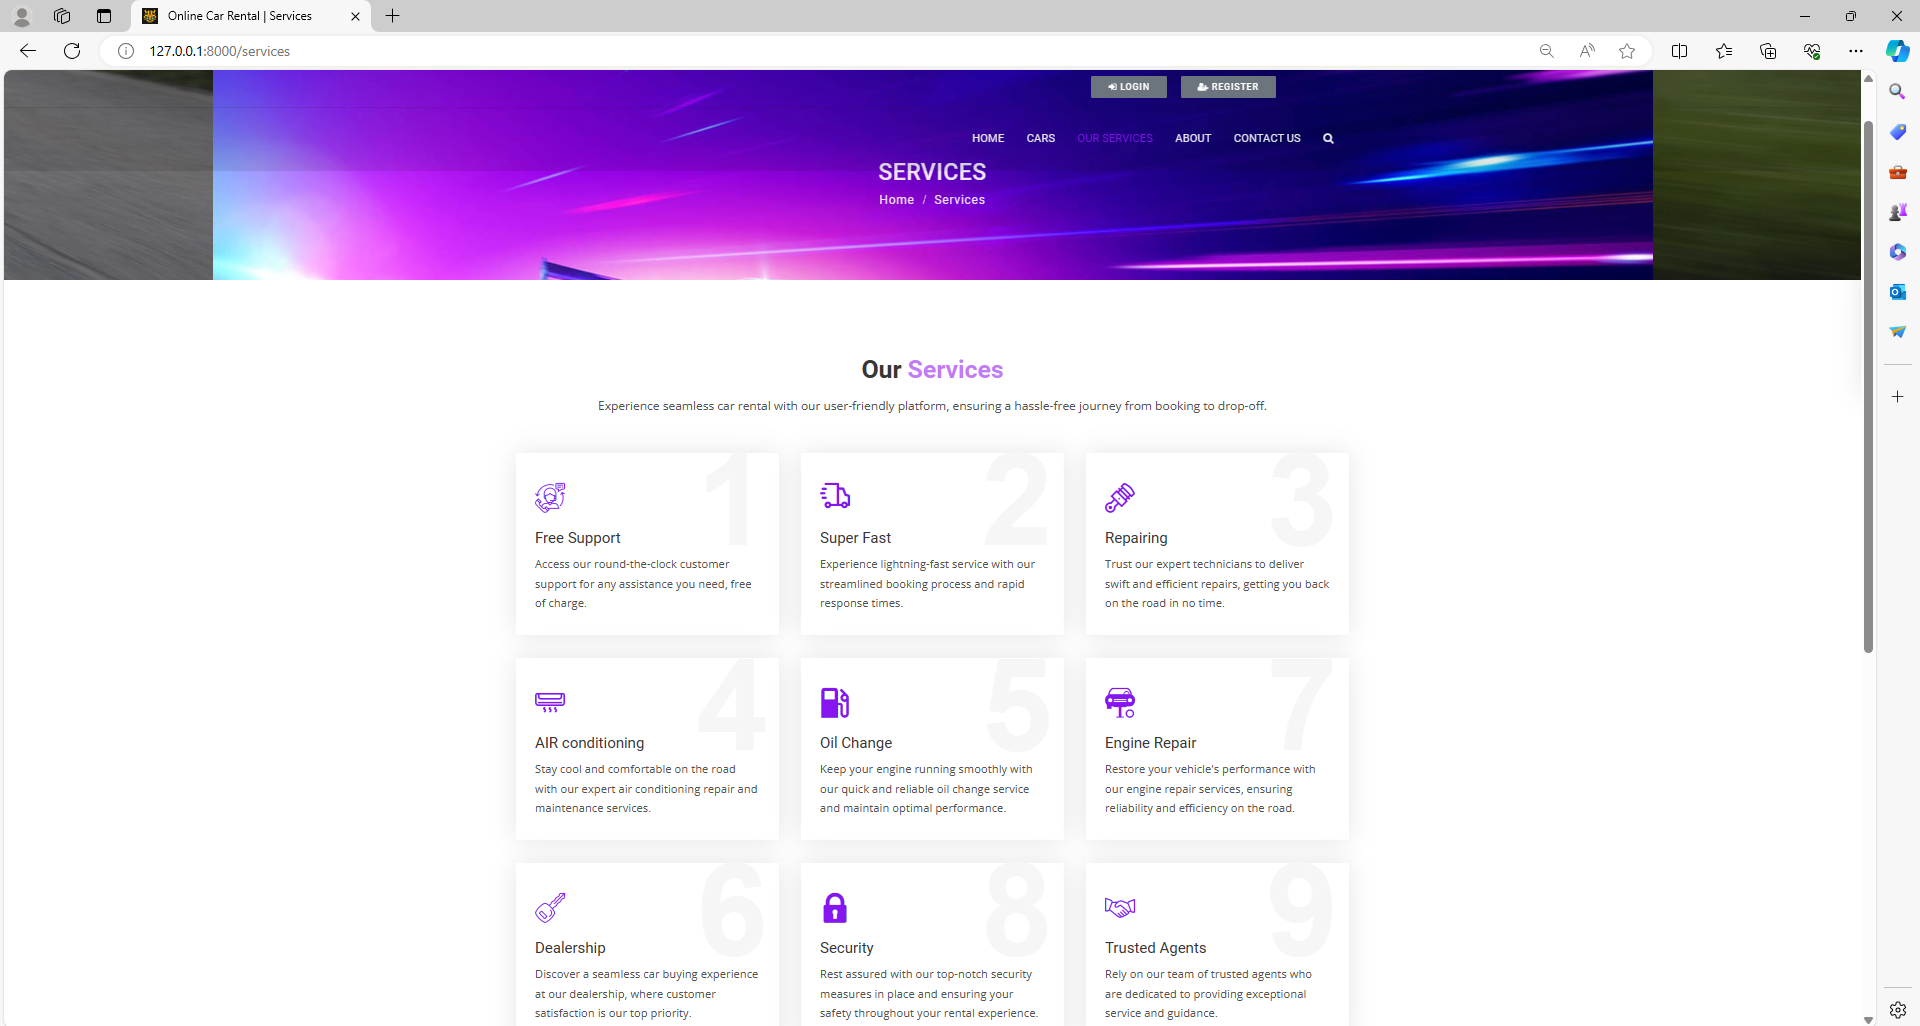 Online Car Rental | Services
127.0.0.1:8000/services
LOGIN
REGISTER
HOME
CARS
OUR SERVICES
ABOUT
CONTACT US
SERVICES
Home / Services
Our Services
Experience seamless car rental with our user-friendly platform, ensuring a hassle-free journey from booking to drop-off.
1
Free Support
Access our round-the-clock customer
support for any assistance you need, free
of charge.
2
Super Fast
Experience lightning-fast service with our
streamlined booking process and rapid
response times.
3
Repairing
Trust our expert technicians to deliver
swift and efficient repairs, getting you back
on the road in no time.
4
AIR conditioning
Stay cool and comfortable on the road
with our expert air conditioning repair and
maintenance services.
5
Oil Change
Keep your engine running smoothly with
our quick and reliable oil change service
and maintain optimal performance.
7
Engine Repair
Restore your vehicle's performance with
our engine repair services, ensuring
reliability and efficiency on the road.
6
Dealership
Discover a seamless car buying experience
at our dealership, where customer
satisfaction is our top priority.
8
Security
Rest assured with our top-notch security
measures in place and ensuring your
safety throughout your rental experience.
9
Trusted Agents
Rely on our team of trusted agents who
are dedicated to providing exceptional
service and guidance.